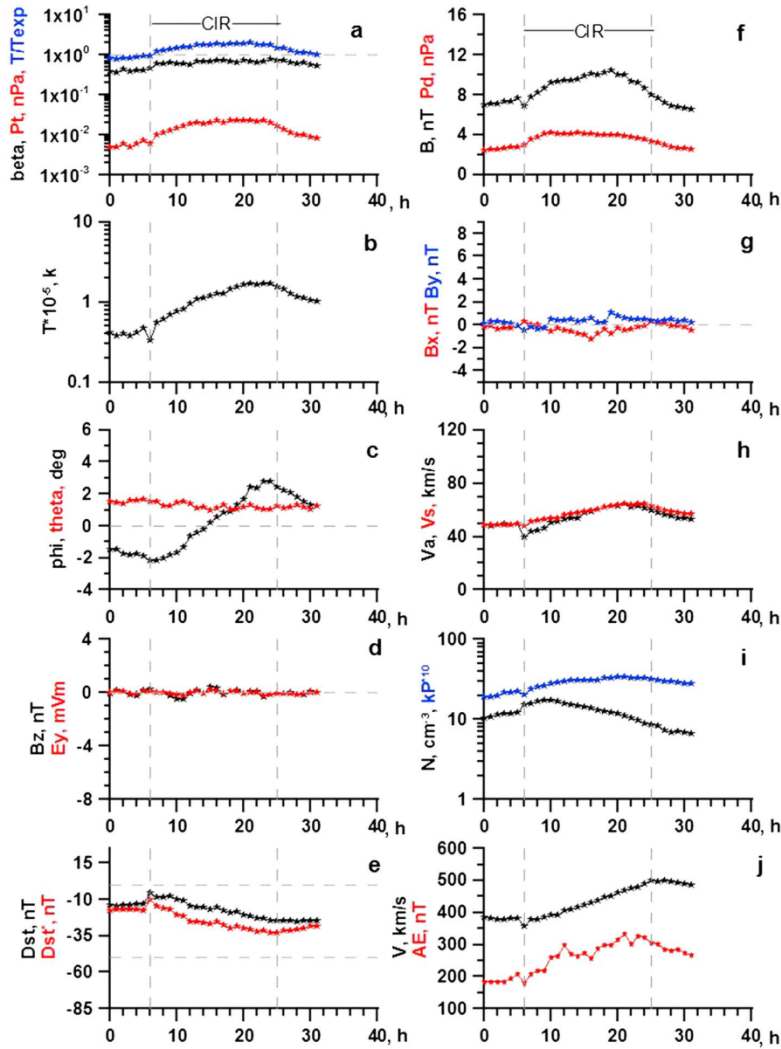 CIR
a
1x10¹
1x10⁰
1x10⁻¹
1x10⁻²
1x10⁻³
beta, Pt, nPa, T/Texp
0 10 20 30 40, h
CIR
f
16
12
8
4
0
B, nT Pd, nPa
0 10 20 30 40, h
b
10
1
0.1
T*10⁻⁵, k
0 10 20 30 40, h
g
8
6
4
2
0
-2
-4
Bx, nT By, nT
0 10 20 30 40, h
c
6
4
2
0
-2
-4
phi, theta, deg
0 10 20 30 40, h
h
120
80
40
0
Va, Vs, km/s
0 10 20 30 40, h
d
4
0
-4
-8
Bz, nT
Ey, mVm
0 10 20 30 40, h
i
100
10
1
N, cm⁻³, kP*10
0 10 20 30 40, h
e
15
-10
-35
-60
-85
Dst, nT
Dst', nT
0 10 20 30 40, h
j
600
500
400
300
200
100
V, km/s
AE, nT
0 10 20 30 40, h